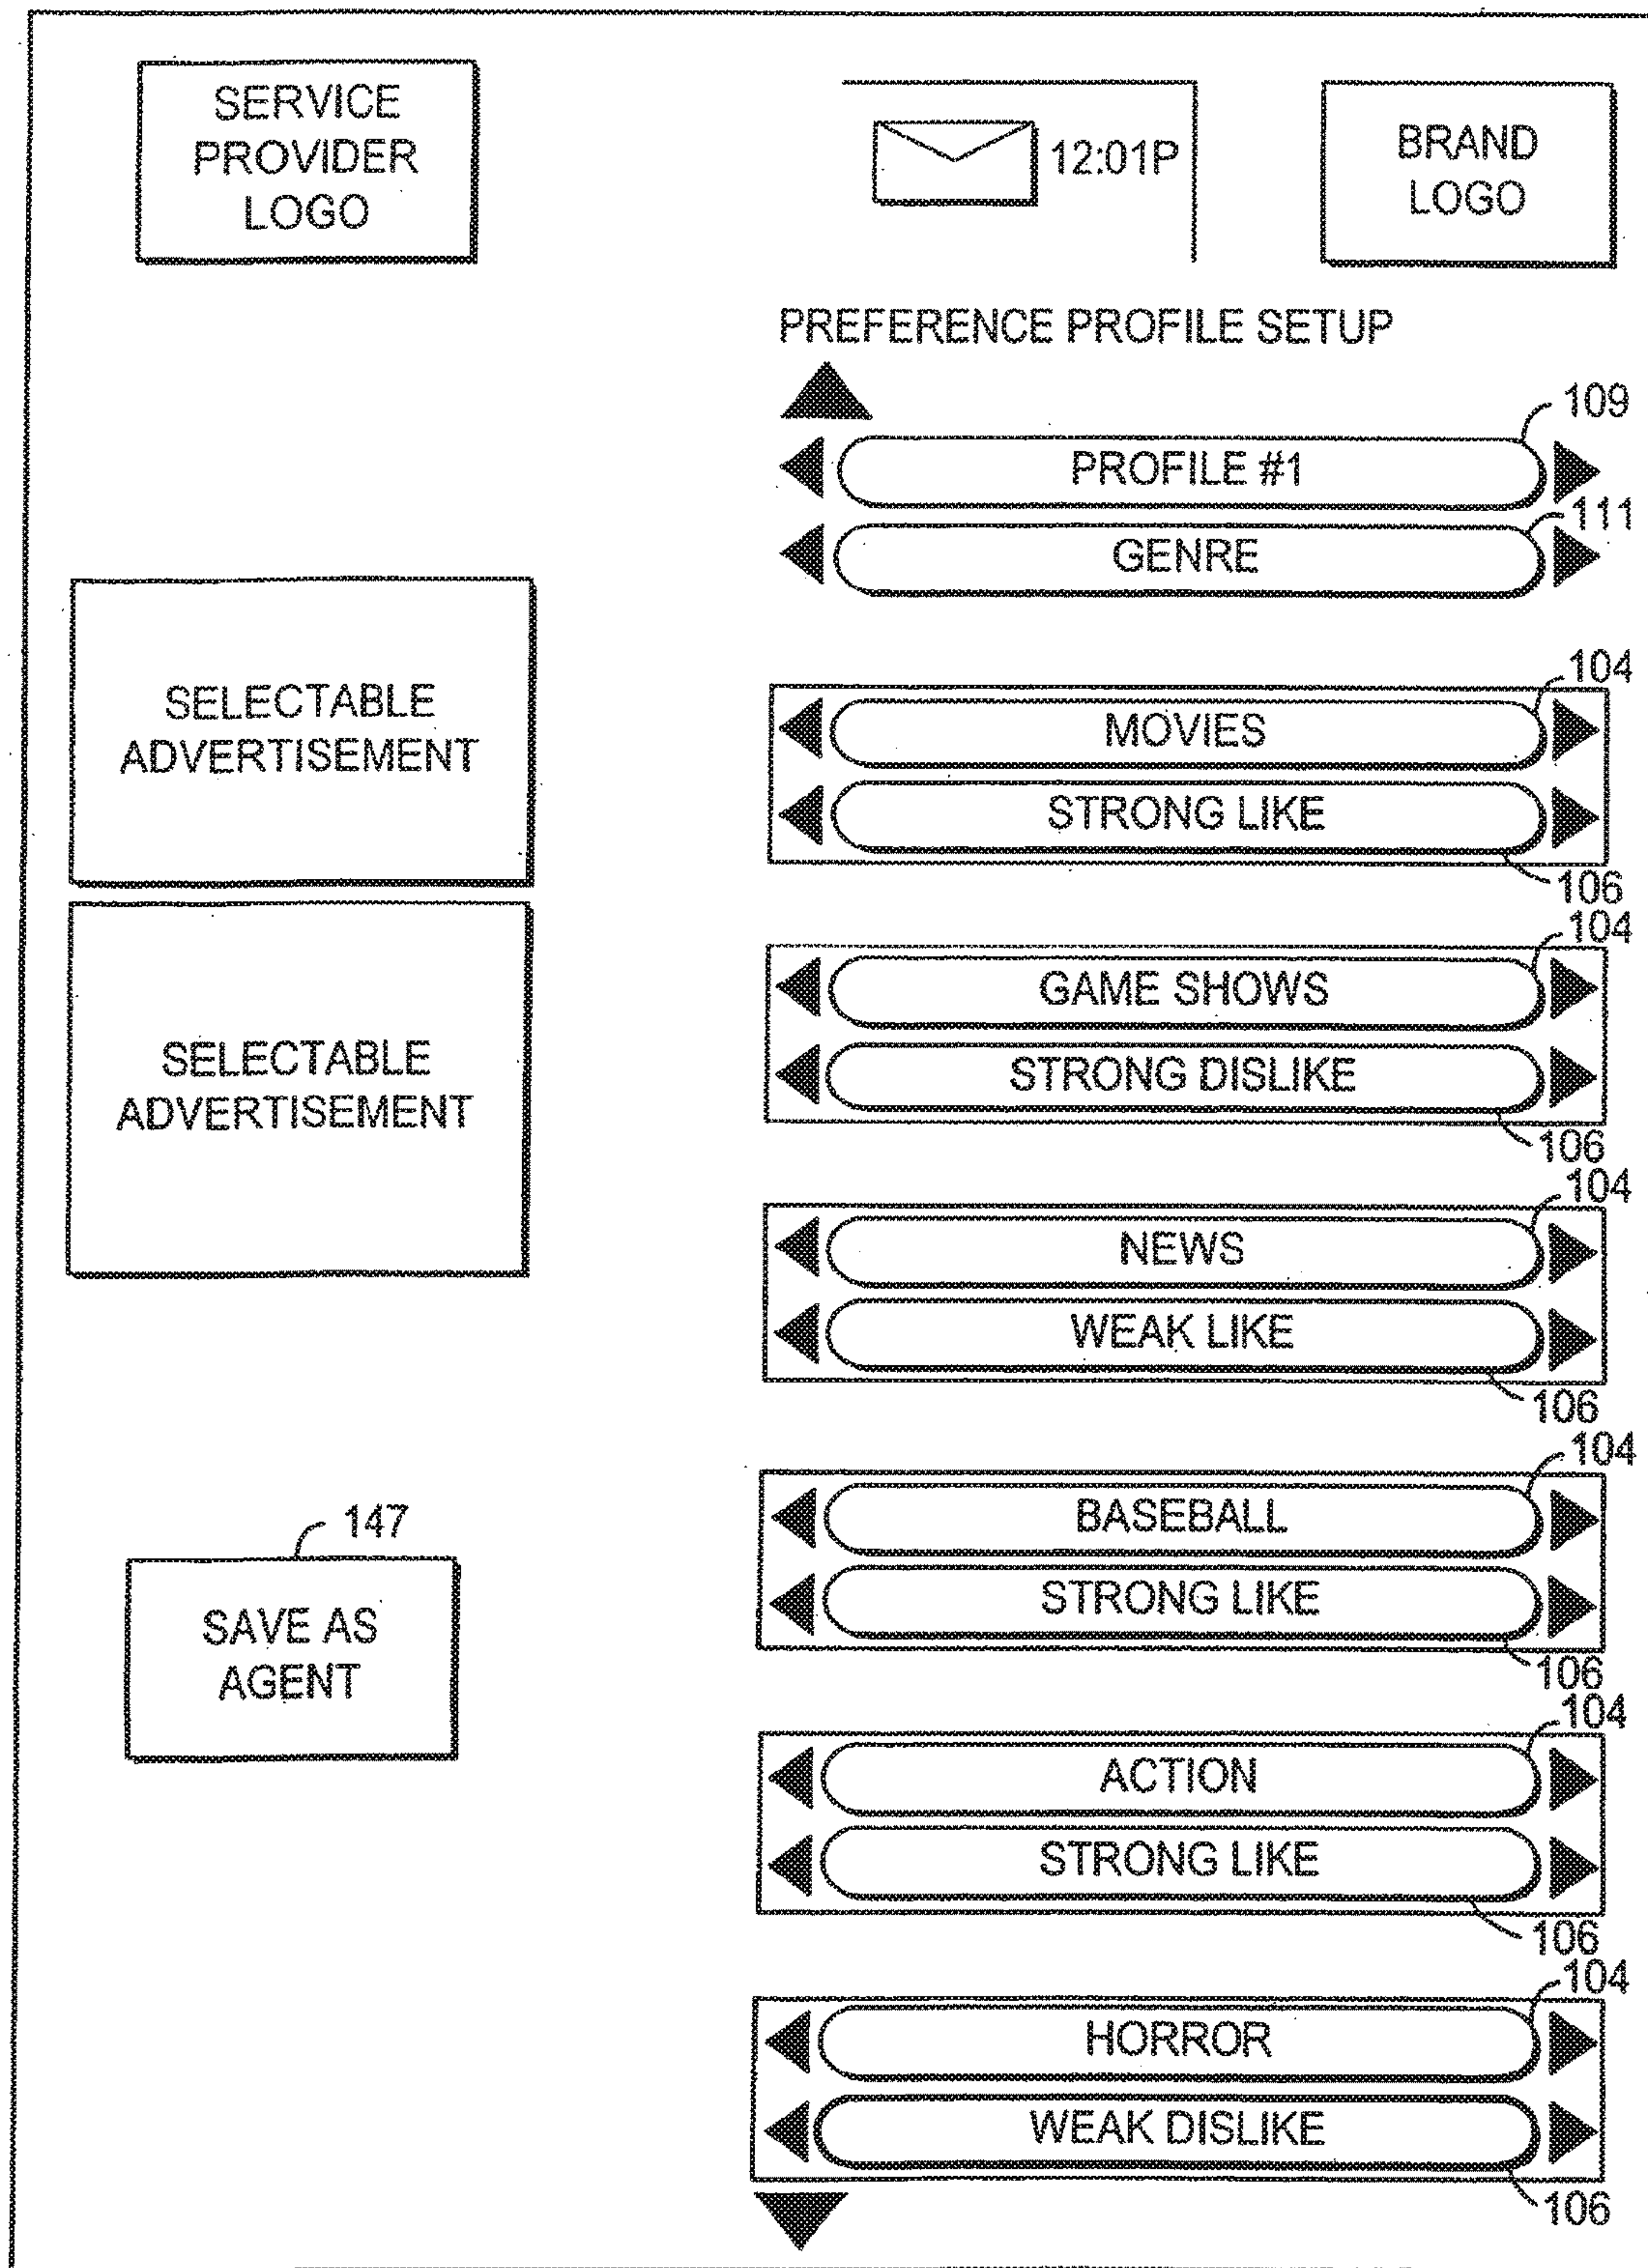 SERVICE
PROVIDER
LOGO
12:01P
BRAND
LOGO
PREFERENCE PROFILE SETUP
109
PROFILE #1
111
GENRE
SELECTABLE
ADVERTISEMENT
104
MOVIES
STRONG LIKE
106
SELECTABLE
ADVERTISEMENT
104
GAME SHOWS
STRONG DISLIKE
106
104
NEWS
WEAK LIKE
106
147
SAVE AS
AGENT
104
BASEBALL
STRONG LIKE
106
104
ACTION
STRONG LIKE
106
104
HORROR
WEAK DISLIKE
106